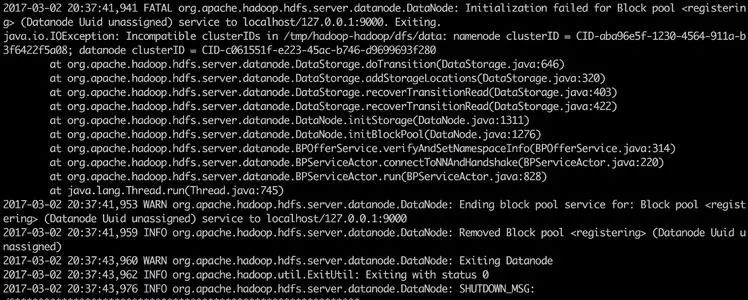 2017-03-02 20:37:41,941 FATAL org.apache.hadoop.hdfs.server.datanode.DataNode: Initialization failed for Block pool <registerin
g> (Datanode Uuid unassigned) service to localhost/127.0.0.1:9000. Exiting.
java.io.IOException: Incompatible clusterIDs in /tmp/hadoop-hadoop/dfs/data: namenode clusterID = CID-aba96e5f-1230-4564-911a-b
3f6422f5a08; datanode clusterID = CID-c061551f-e223-45ac-b746-d9699693f280
at org.apache.hadoop.hdfs.server.datanode.DataStorage.doTransition(DataStorage.java:646)
at org.apache.hadoop.hdfs.server.datanode.DataStorage.addStorageLocations(DataStorage.java:320)
at org.apache.hadoop.hdfs.server.datanode.DataStorage.recoverTransitionRead(DataStorage.java:403)
at org.apache.hadoop.hdfs.server.datanode.DataStorage.recoverTransitionRead(DataStorage.java:422)
at org.apache.hadoop.hdfs.server.datanode.DataNode.initStorage(DataNode.java:1311)
at org.apache.hadoop.hdfs.server.datanode.DataNode.initBlockPool(DataNode.java:1276)
at org.apache.hadoop.hdfs.server.datanode.BPOfferService.verifyAndSetNamespaceInfo(BPOfferService.java:314)
at org.apache.hadoop.hdfs.server.datanode.BPServiceActor.connectToNNAndHandshake(BPServiceActor.java:220)
at org.apache.hadoop.hdfs.server.datanode.BPServiceActor.run(BPServiceActor.java:828)
at java.lang.Thread.run(Thread.java:745)
2017-03-02 20:37:41,953 WARN org.apache.hadoop.hdfs.server.datanode.DataNode: Ending block pool service for: Block pool <regist
ering> (Datanode Uuid unassigned) service to localhost/127.0.0.1:9000
2017-03-02 20:37:41,959 INFO org.apache.hadoop.hdfs.server.datanode.DataNode: Removed Block pool <registering> (Datanode Uuid u
nassigned)
2017-03-02 20:37:43,960 WARN org.apache.hadoop.hdfs.server.datanode.DataNode: Exiting Datanode
2017-03-02 20:37:43,962 INFO org.apache.hadoop.util.ExitUtil: Exiting with status 0
2017-03-02 20:37:43,976 INFO org.apache.hadoop.hdfs.server.datanode.DataNode: SHUTDOWN_MSG: